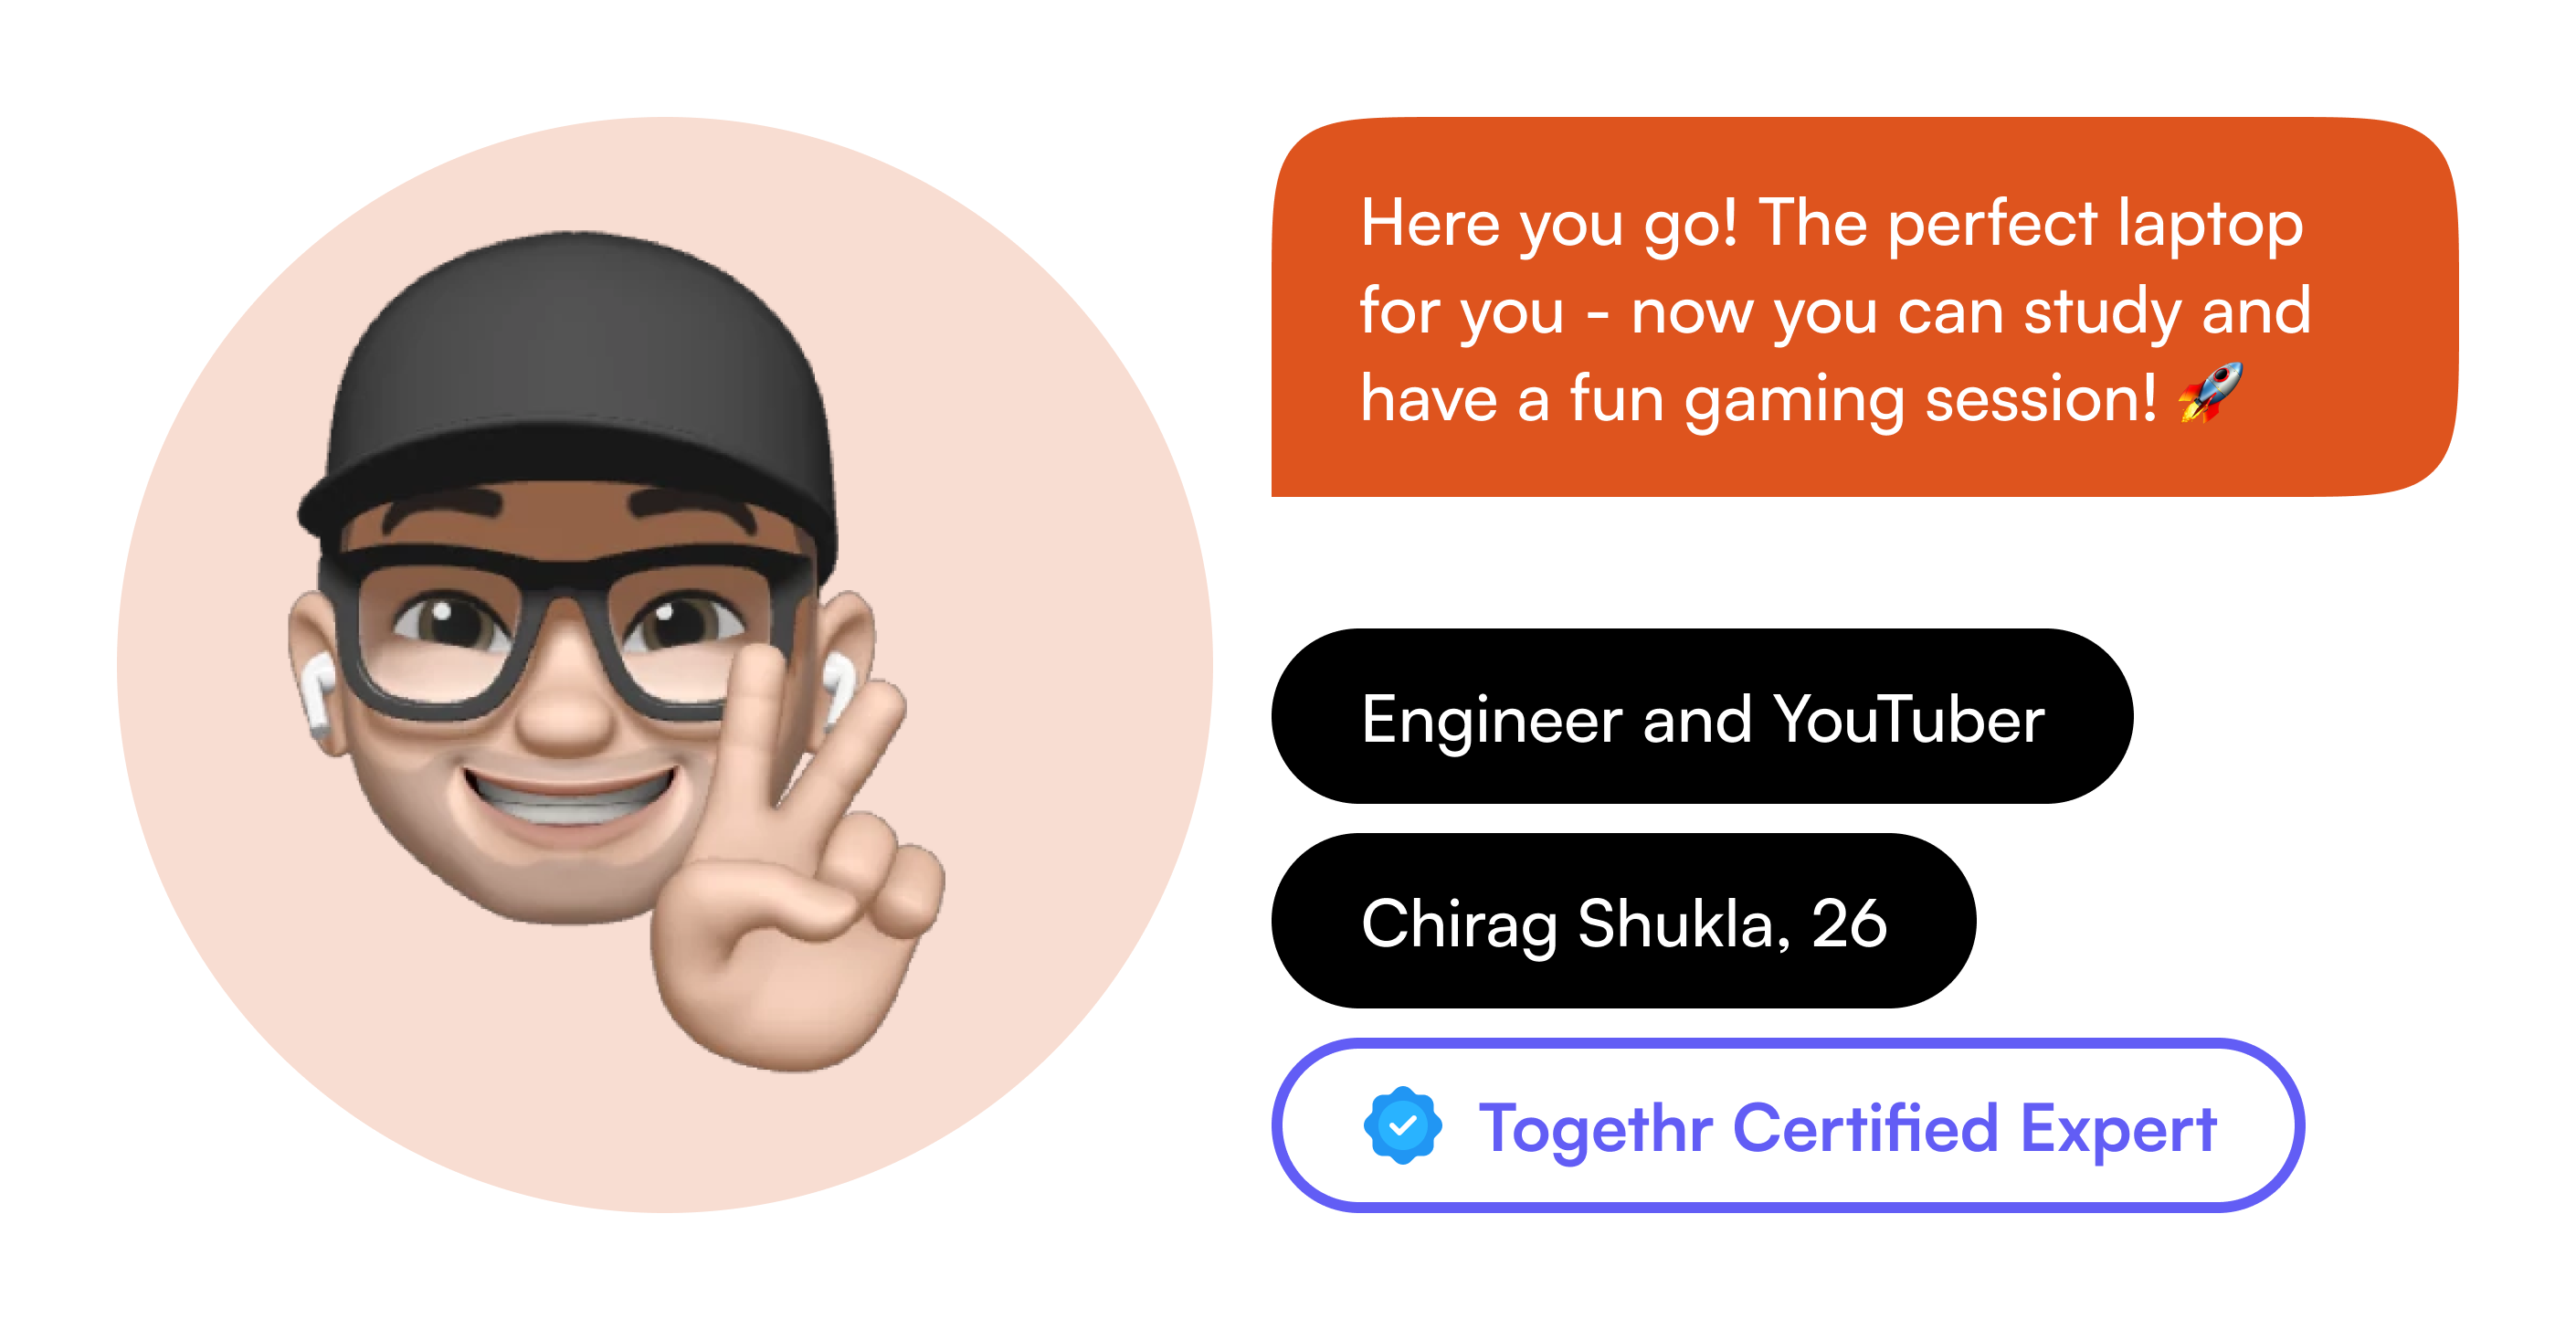 Here you go! The perfect laptop
for you - now you can study and
have a fun gaming session! 🚀
Engineer and YouTuber
Chirag Shukla, 26
Togethr Certified Expert